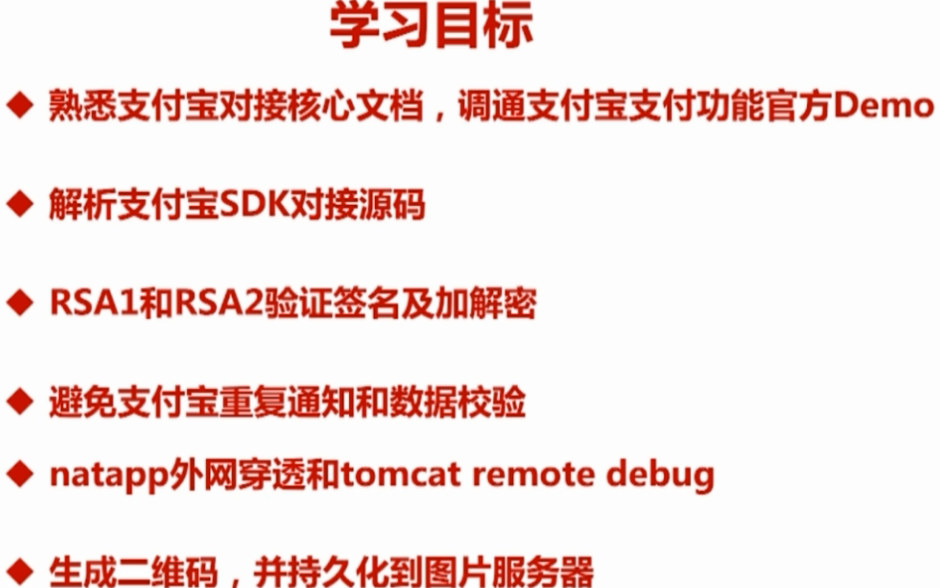 学习目标
◆ 熟悉支付宝对接核心文档，调通支付宝支付功能官方Demo
◆ 解析支付宝SDK对接源码
◆ RSA1和RSA2验证签名及加解密
◆ 避免支付宝重复通知和数据校验
◆ natapp外网穿透和tomcat remote debug
◆ 生成二维码，并持久化到图片服务器